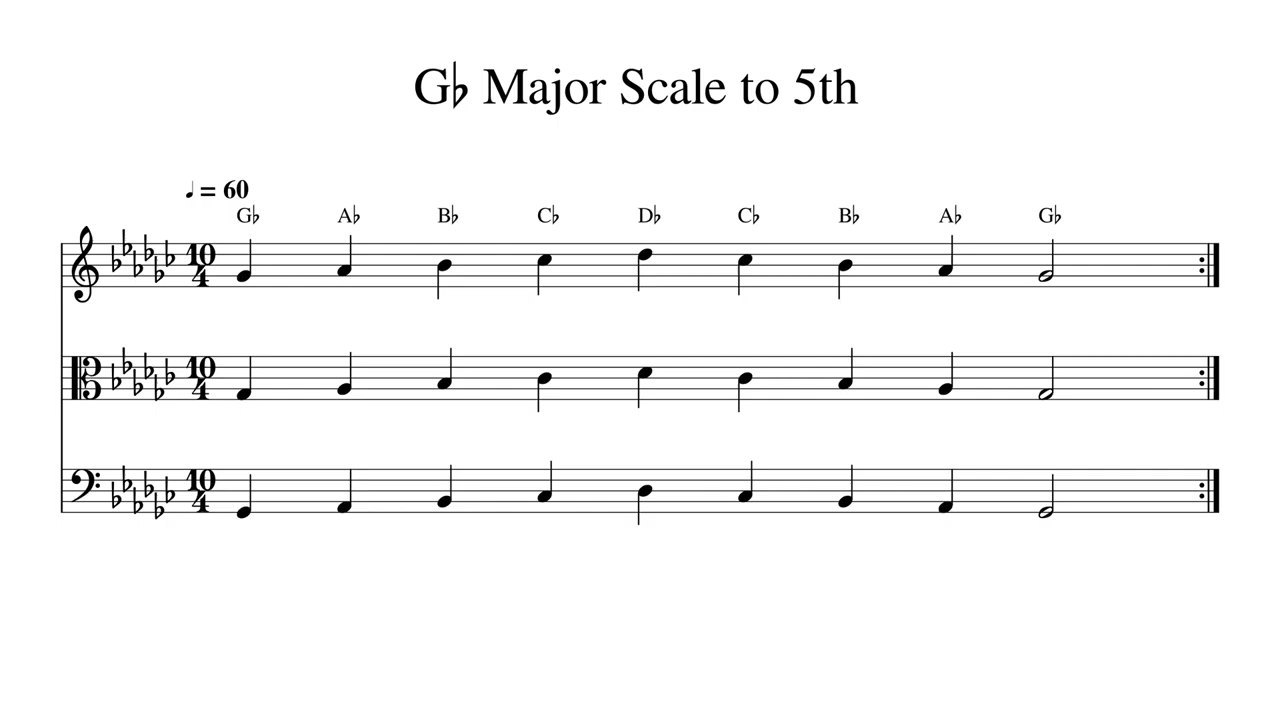 G♭ Major Scale to 5th
♩ = 60
G♭ A♭ B♭ C♭ D♭ C♭ B♭ A♭ G♭
10
4
10
4
10
4